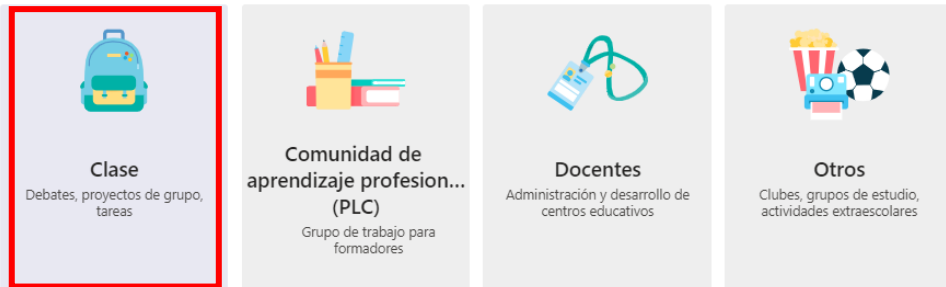 Clase
Debates, proyectos de grupo,
tareas
Comunidad de
aprendizaje profesion...
(PLC)
Grupo de trabajo para
formadores
Docentes
Administración y desarrollo de
centros educativos
Otros
Clubes, grupos de estudio,
actividades extraescolares